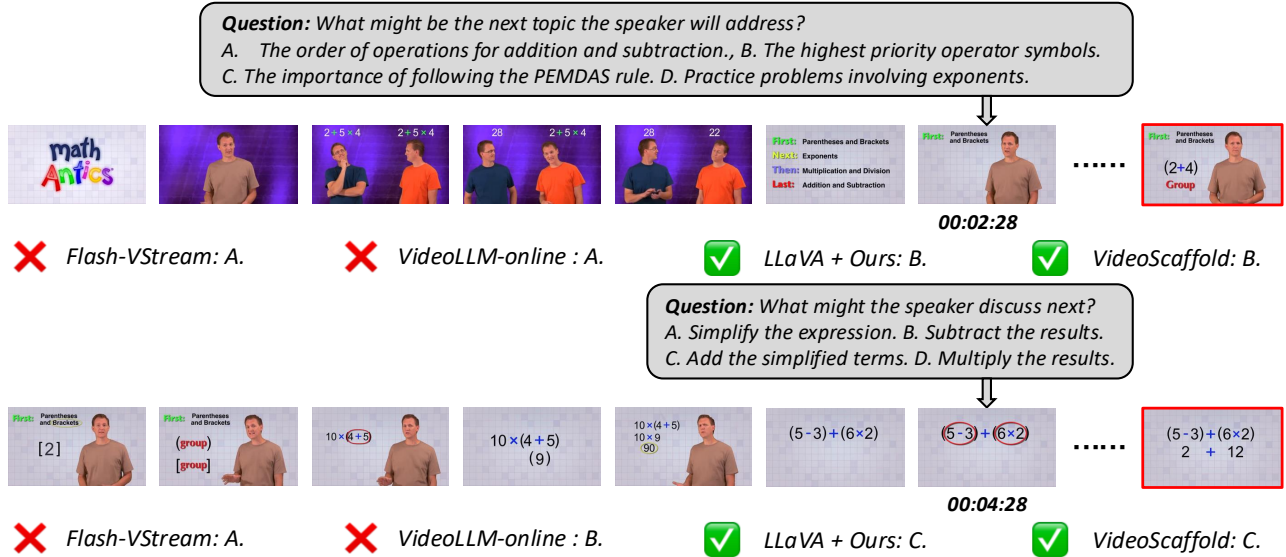 Question: What might be the next topic the speaker will address?
A. The order of operations for addition and subtraction., B. The highest priority operator symbols.
C. The importance of following the PEMDAS rule. D. Practice problems involving exponents.
math
Antics
2+5×4 2+5×4
28 2+5×4
28 22
First: Parentheses and Brackets
Next: Exponents
Then: Multiplication and Division
Last: Addition and Subtraction
First: Parentheses and Brackets
......
First: Parentheses and Brackets
(2+4)
Group
00:02:28
❌ Flash-VStream: A. ❌ VideoLLM-online : A. ✅ LLaVA + Ours: B. ✅ VideoScaffold: B.
Question: What might the speaker discuss next?
A. Simplify the expression. B. Subtract the results.
C. Add the simplified terms. D. Multiply the results.
First: Parentheses and Brackets
[2]
First: Parentheses and Brackets
(group)
[group]
10×(4+5)
10×(4+5)
(9)
10×(4+5)
10×9
90
(5-3)+(6×2)
(5-3)+(6×2)
......
(5-3)+(6×2)
2 + 12
00:04:28
❌ Flash-VStream: A. ❌ VideoLLM-online : B. ✅ LLaVA + Ours: C. ✅ VideoScaffold: C.